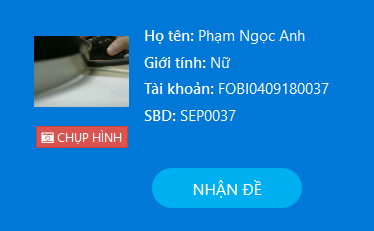 Họ tên: Phạm Ngọc Anh
Giới tính: Nữ
Tài khoản: FOBI0409180037
SBD: SEP0037
CHỤP HÌNH
NHẬN ĐỀ